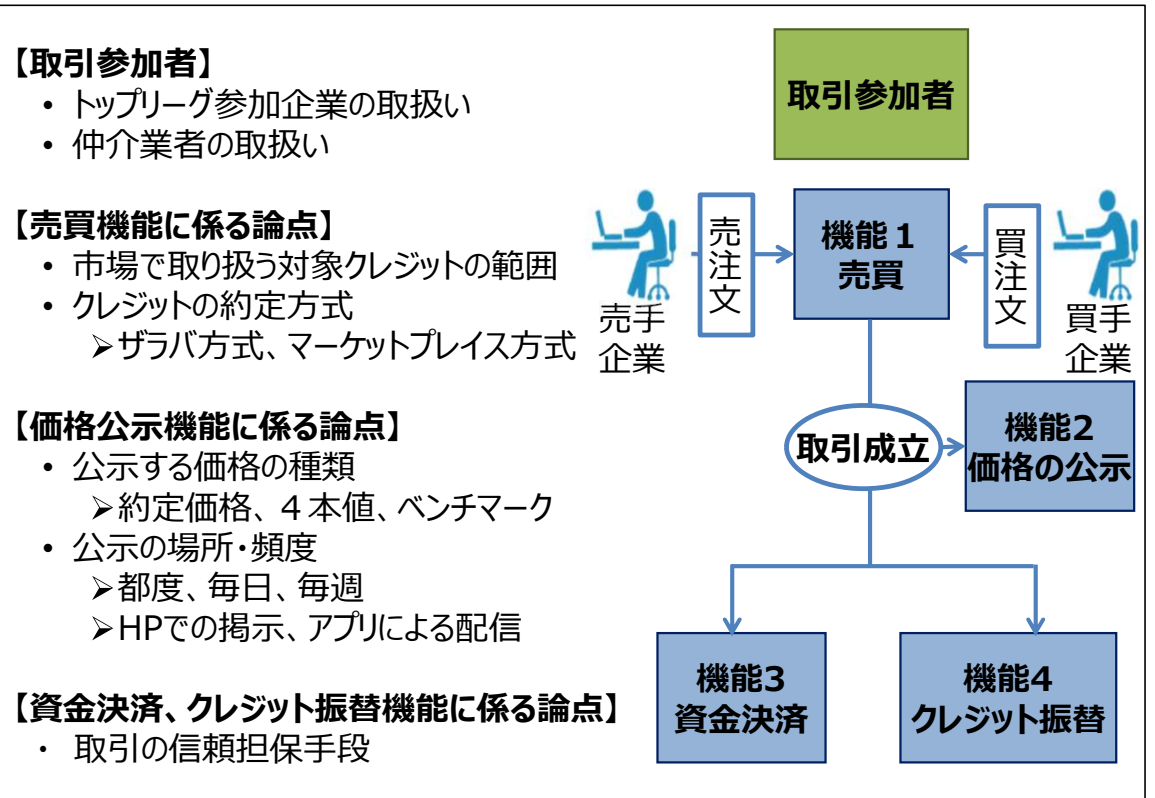 【取引参加者】
• トップリーグ参加企業の取扱い
• 仲介業者の取扱い
【売買機能に係る論点】
• 市場で取り扱う対象クレジットの範囲
• クレジットの約定方式
➢ザラバ方式、マーケットプレイス方式
【価格公示機能に係る論点】
• 公示する価格の種類
➢約定価格、４本値、ベンチマーク
• 公示の場所・頻度
➢都度、毎日、毎週
➢HPでの掲示、アプリによる配信
【資金決済、クレジット振替機能に係る論点】
・ 取引の信頼担保手段
取引参加者
売手
企業
売注文
機能１
売買
買注文
買手
企業
取引成立
機能2
価格の公示
機能3
資金決済
機能4
クレジット振替